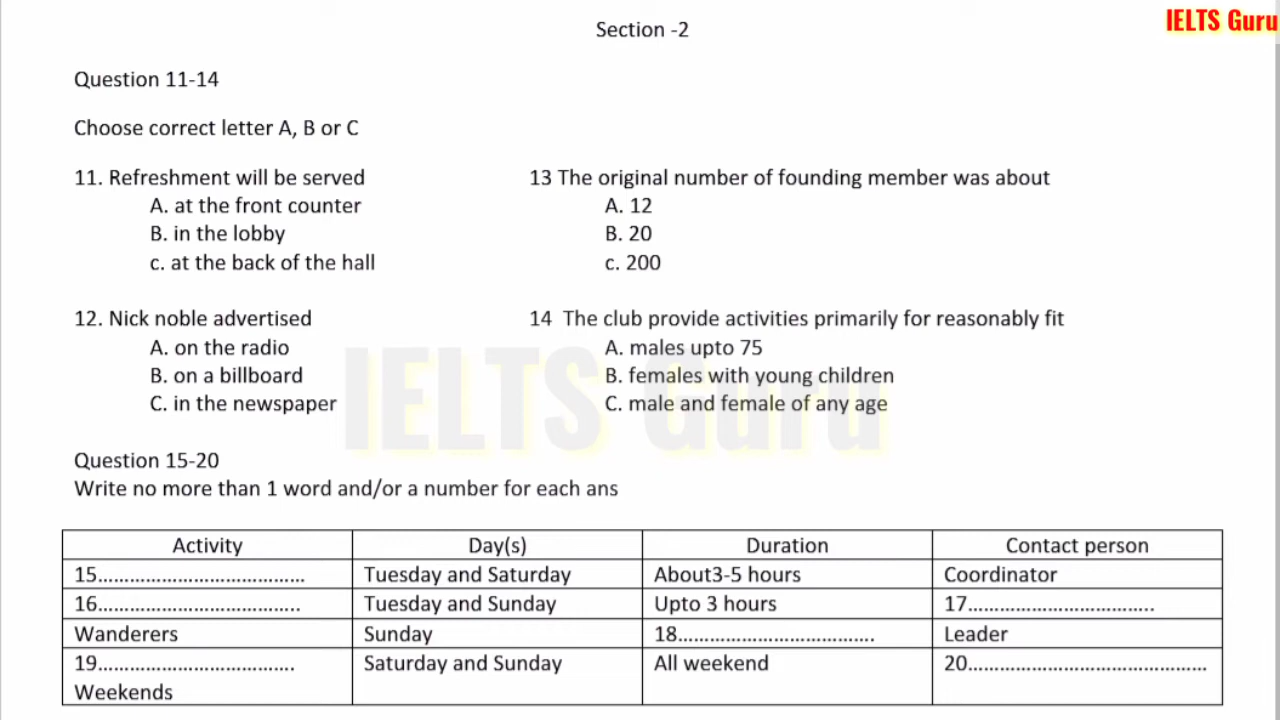 IELTS Guru
Section -2
Question 11-14
Choose correct letter A, B or C
11. Refreshment will be served
A. at the front counter
B. in the lobby
c. at the back of the hall
12. Nick noble advertised
A. on the radio
B. on a billboard
C. in the newspaper
13 The original number of founding member was about
A. 12
B. 20
c. 200
14 The club provide activities primarily for reasonably fit
A. males upto 75
B. females with young children
C. male and female of any age
IELTS Guru
Question 15-20
Write no more than 1 word and/or a number for each ans
Activity Day(s) Duration Contact person
15....................................... Tuesday and Saturday About3-5 hours Coordinator
16...................................... Tuesday and Sunday Upto 3 hours 17...................................
Wanderers Sunday 18..................................... Leader
19..................................... Saturday and Sunday All weekend 20.............................................
Weekends